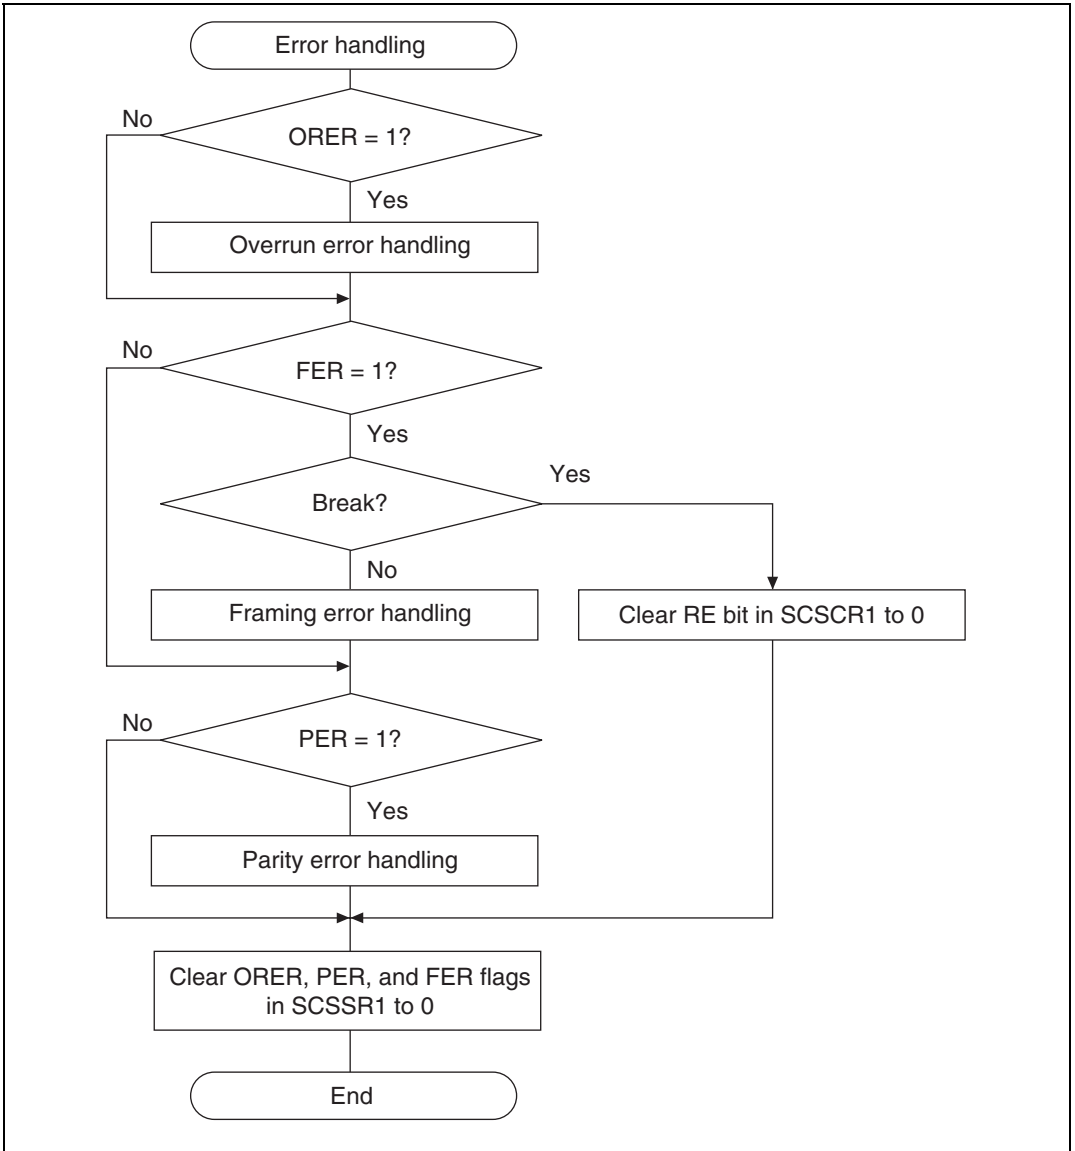 Error handling
No
ORER = 1?
Yes
Overrun error handling
No
FER = 1?
Yes
Yes
Break?
No
Framing error handling
Clear RE bit in SCSCR1 to 0
No
PER = 1?
Yes
Parity error handling
Clear ORER, PER, and FER flags
in SCSSR1 to 0
End